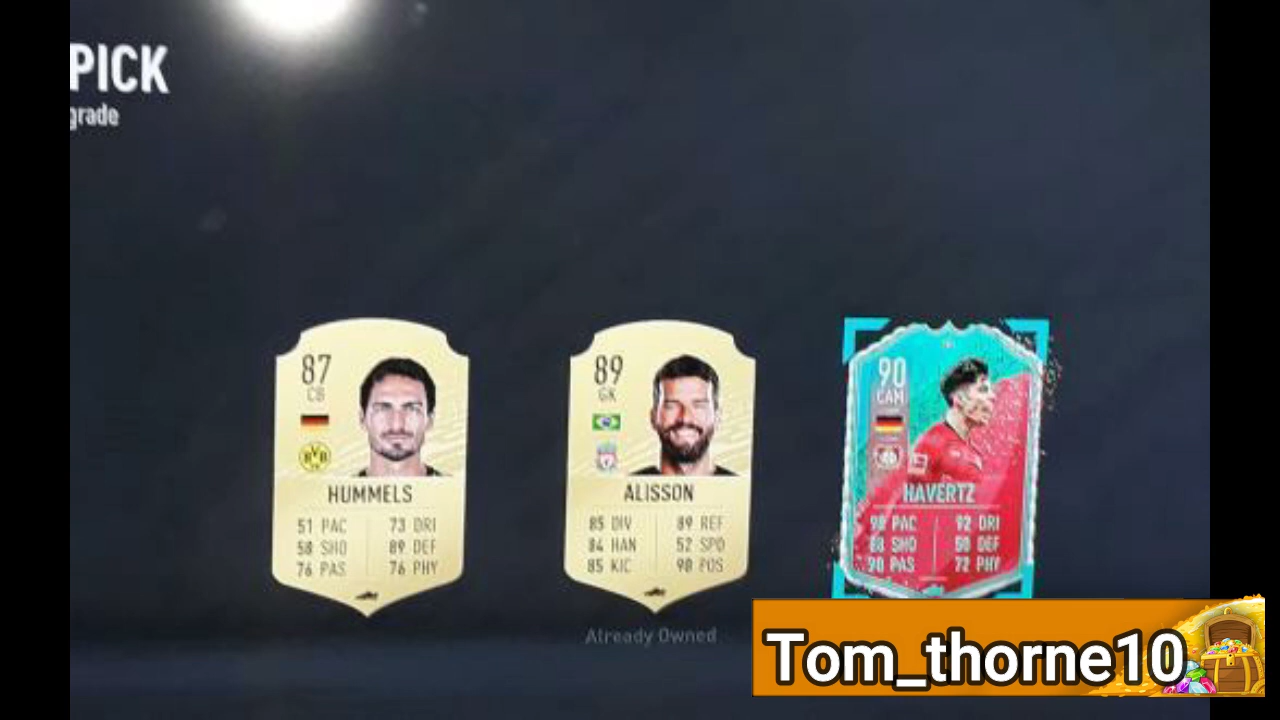 PICK
grade
87
CB
HUMMELS
51 PAC 73 DRI
58 SHO 89 DEF
76 PAS 76 PHY
89
GK
ALISSON
85 DIV 89 REF
84 HAN 52 SPD
85 KIC 90 POS
Already Owned
90
CAM
HAVERTZ
90 PAC 92 DRI
88 SHO 50 DEF
90 PAS 72 PHY
Tom_thorne10